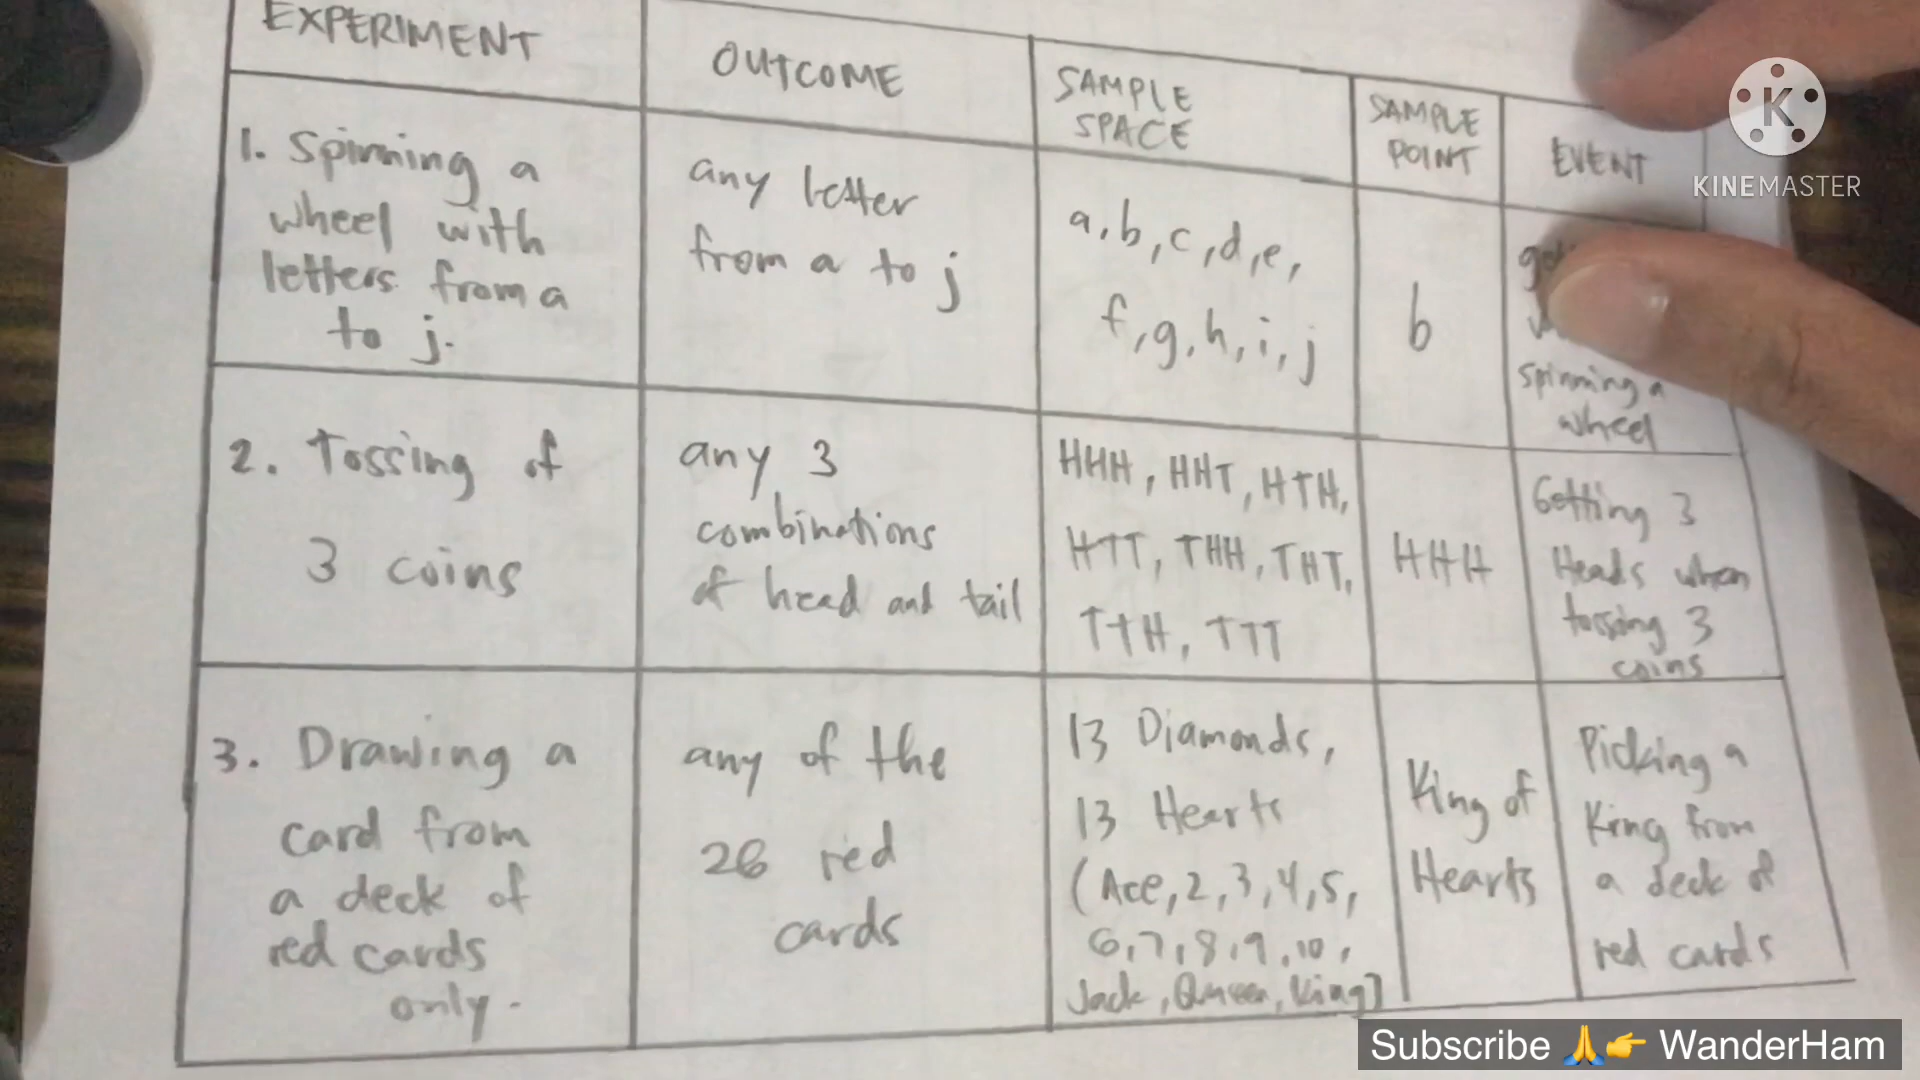 EXPERIMENT
OUTCOME
SAMPLE
SPACE
SAMPLE
POINT
EVENT
1. Spinning a
wheel with
letters from a
to j.
any letter
from a to j
a, b, c, d, e,
f, g, h, i, j
b
spinning a
wheel
2. Tossing of
3 coins
any 3
combinations
of head and tail
HHH, HHT, HTH,
HTT, THH, THT,
TTH, TTT
HHH
Getting 3
Heads when
tossing 3
coins
3. Drawing a
card from
a deck of
red cards
only.
any of the
26 red
cards
13 Diamonds,
13 Hearts
(Ace, 2, 3, 4, 5,
6, 7, 8, 9, 10,
Jack, Queen, King)
King of
Hearts
Picking a
King from
a deck of
red cards
K
KINEMASTER
Subscribe 🙏👉 WanderHam